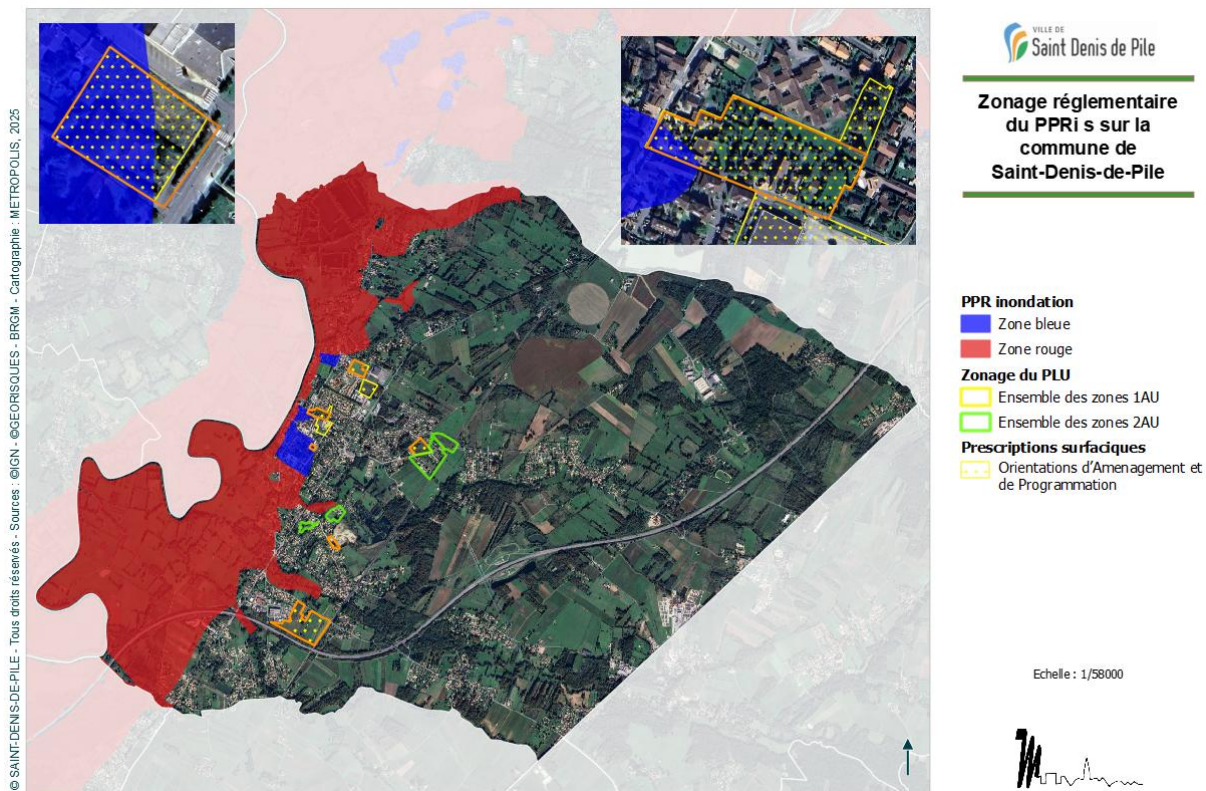 VILLE DE
Saint Denis de Pile
Zonage réglementaire
du PPRi s sur la
commune de
Saint-Denis-de-Pile
PPR inondation
Zone bleue
Zone rouge
Zonage du PLU
Ensemble des zones 1AU
Ensemble des zones 2AU
Prescriptions surfaciques
Orientations d'Amenagement et
de Programmation
Echelle : 1/58000
© SAINT-DENIS-DE-PILE - Tous droits réservés - Sources : ©IGN - ©GEORISQUES - BRGM - Cartographie : METROPOLIS, 2025